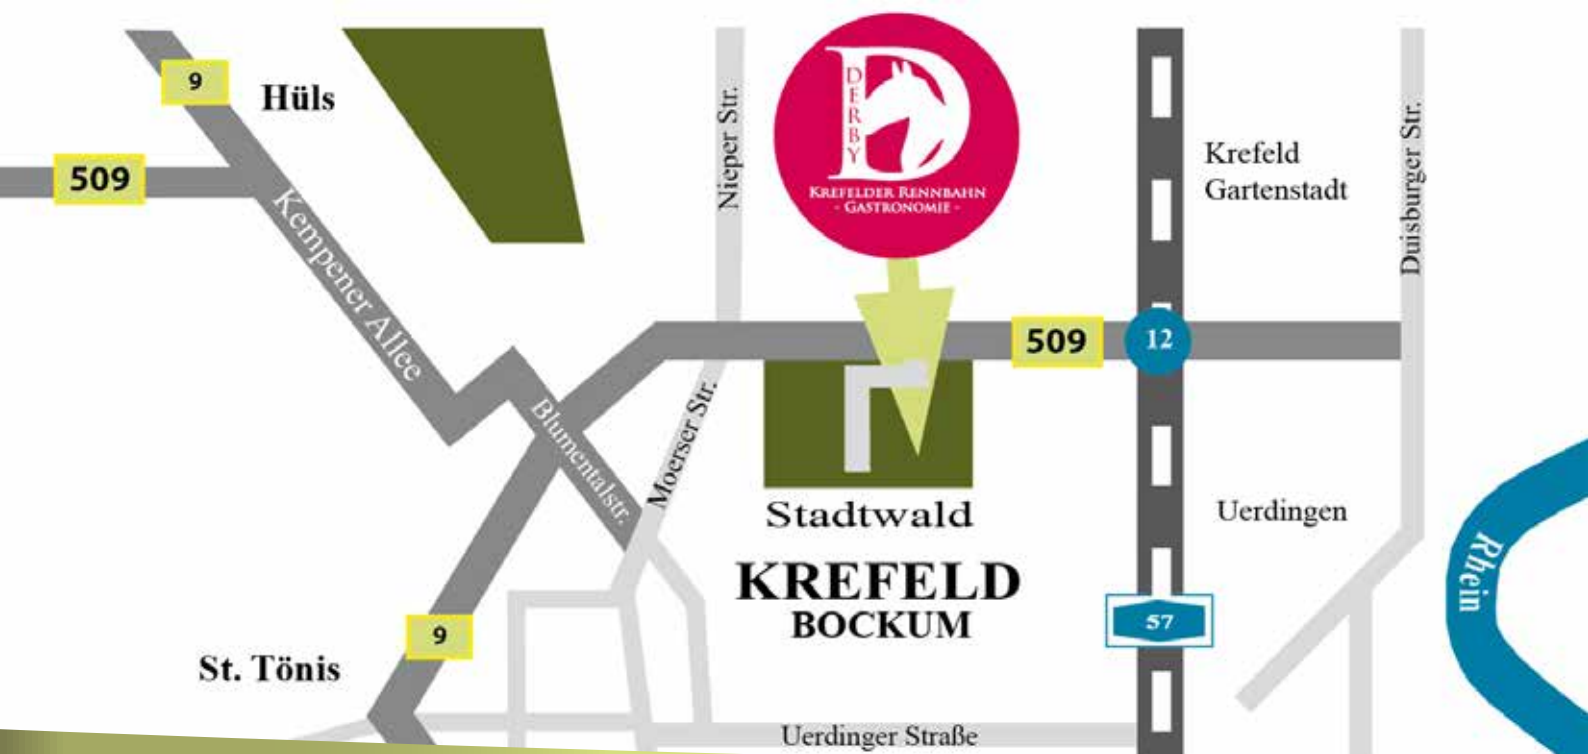 9
Hüls
509
Kempener Allee
Blumentalstr.
Nieper Str.
Moerser Str.
DERBY
KREFELDER RENNBAHN
- GASTRONOMIE -
Krefeld
Gartenstadt
Duisburger Str.
509
12
Stadtwald
KREFELD
BOCKUM
Uerdingen
Rhein
57
9
St. Tönis
Uerdinger Straße